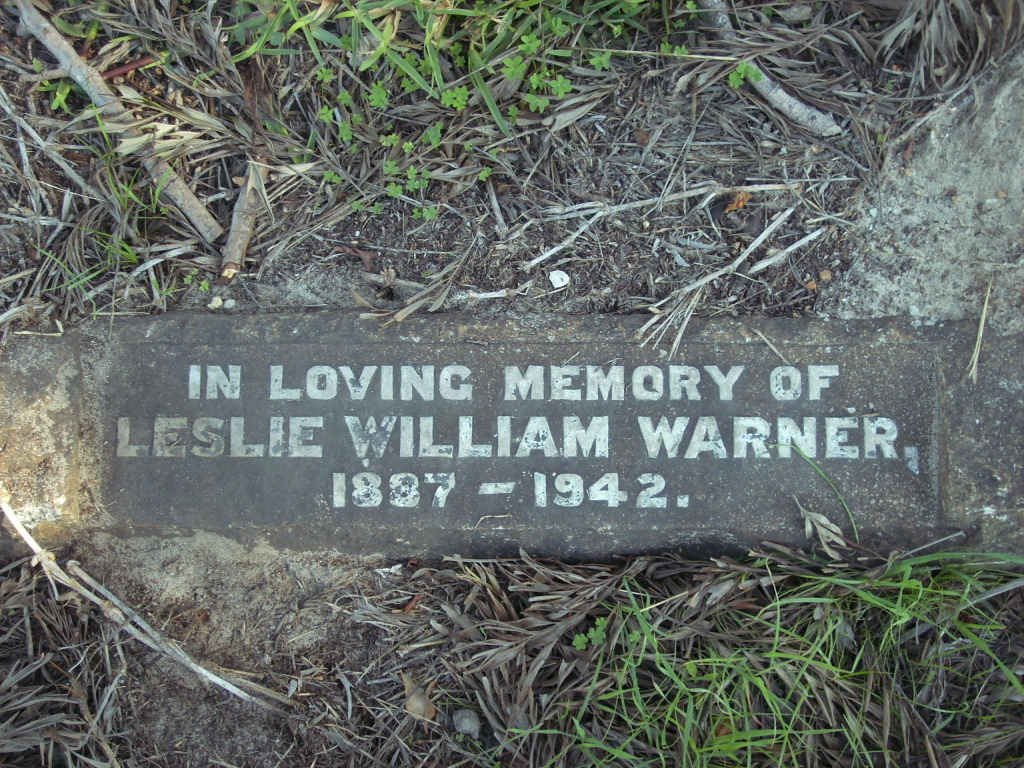 IN LOVING MEMORY OF
LESLIE WILLIAM WARNER,
1887 - 1942.